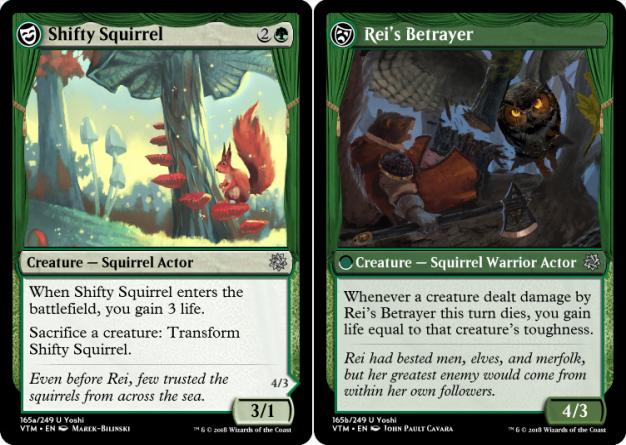 Shifty Squirrel 2
Creature — Squirrel Actor
When Shifty Squirrel enters the
battlefield, you gain 3 life.
Sacrifice a creature: Transform
Shifty Squirrel.
Even before Rei, few trusted the
squirrels from across the sea.
4/3
3/1
165a/249 U Yoshi
VTM • EN MAREK-BILINSKI
™ & © 2018 Wizards of the Coast
Rei's Betrayer
Creature — Squirrel Warrior Actor
Whenever a creature dealt damage by
Rei's Betrayer this turn dies, you gain
life equal to that creature's toughness.
Rei had bested men, elves, and merfolk,
but her greatest enemy would come from
within her own followers.
4/3
165b/249 U Yoshi
VTM • EN JOHN PAULT CAVARA
™ & © 2018 Wizards of the Coast